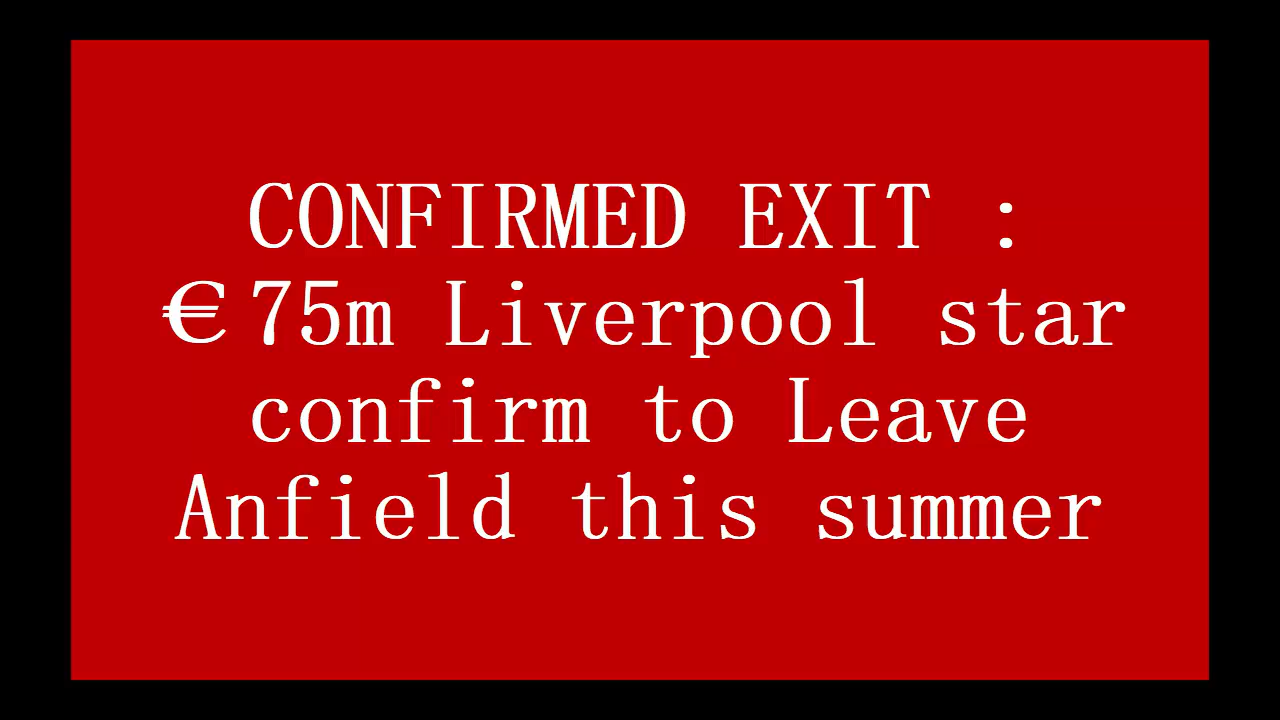 CONFIRMED EXIT :
€75m Liverpool star
confirm to Leave
Anfield this summer